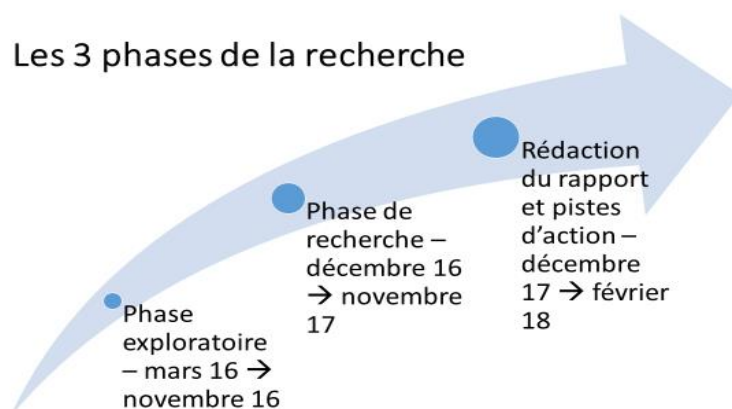 Les 3 phases de la recherche
Phase
exploratoire
– mars 16 →
novembre 16
Phase de
recherche –
décembre 16
→ novembre
17
Rédaction
du rapport
et pistes
d'action –
décembre
17 → février
18